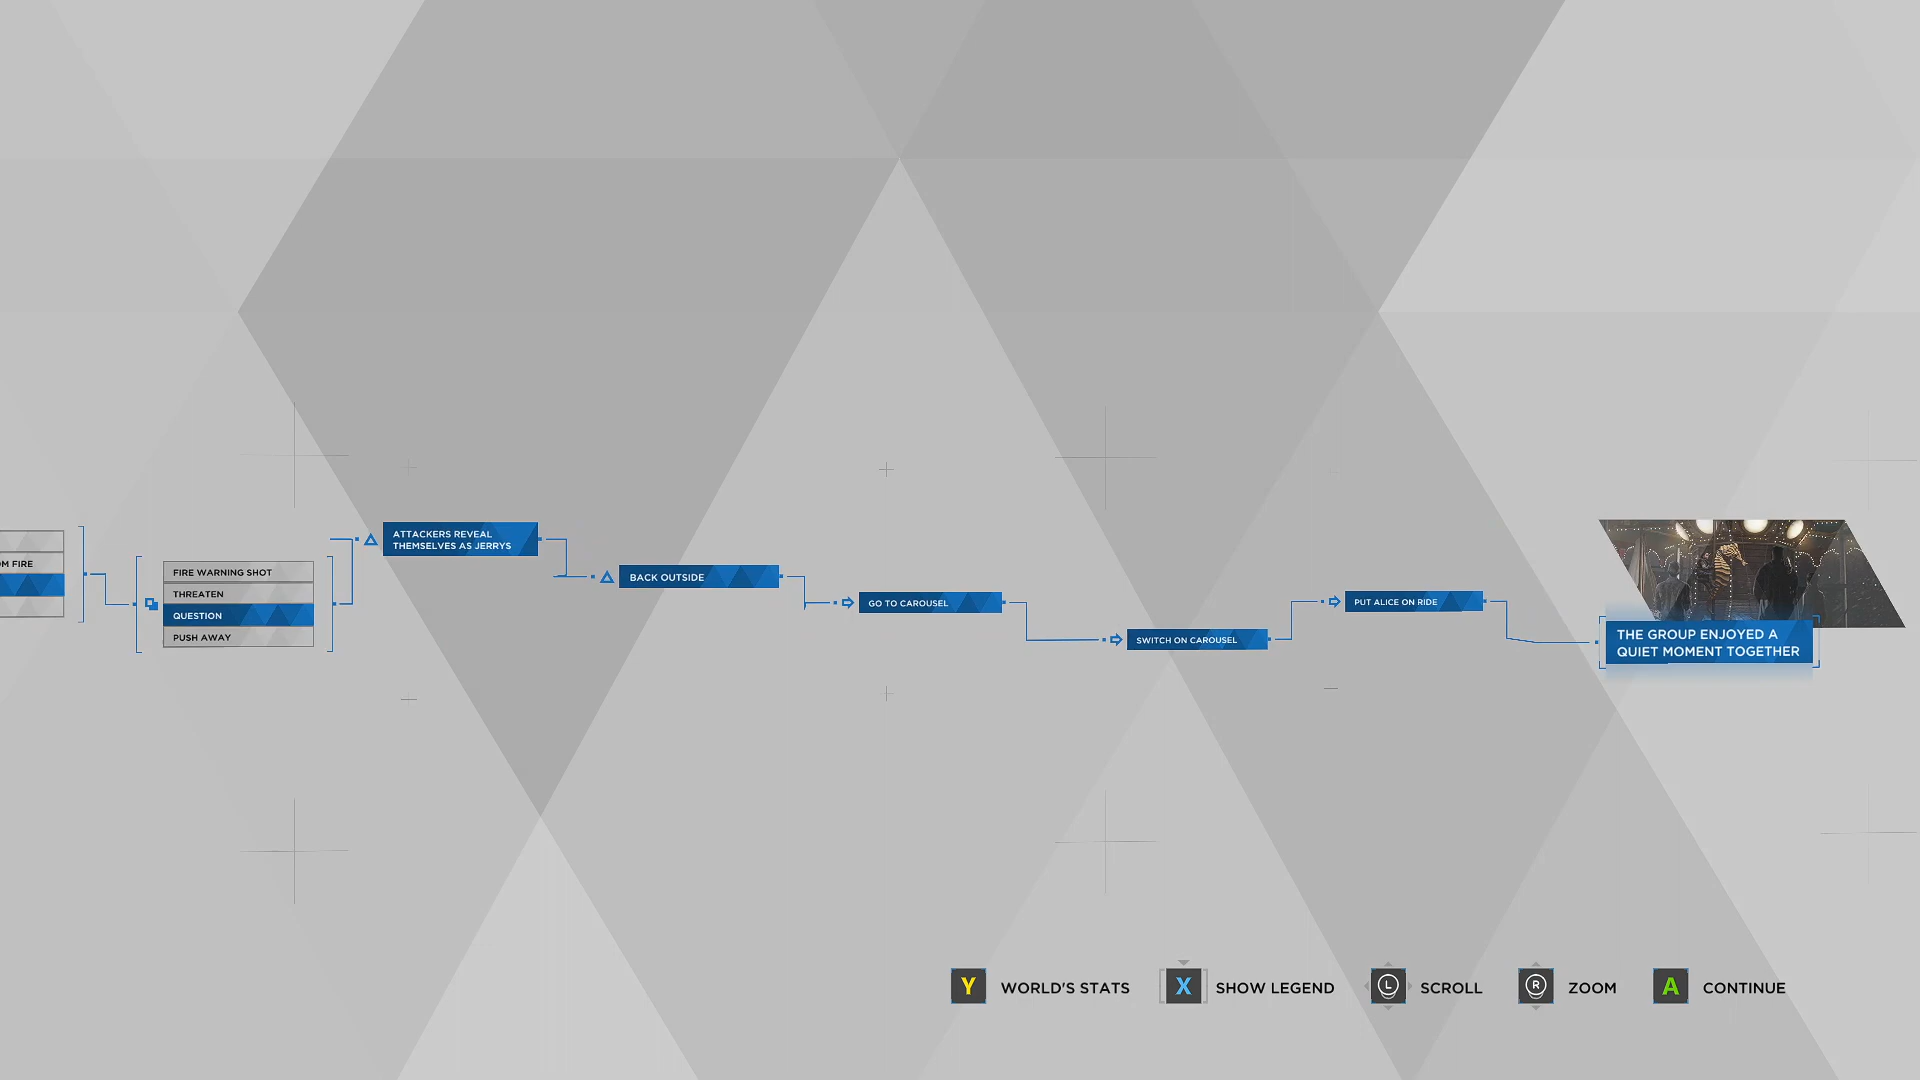 OM FIRE
FIRE WARNING SHOT
THREATEN
QUESTION
PUSH AWAY
ATTACKERS REVEAL
THEMSELVES AS JERRYS
BACK OUTSIDE
GO TO CAROUSEL
SWITCH ON CAROUSEL
PUT ALICE ON RIDE
THE GROUP ENJOYED A
QUIET MOMENT TOGETHER
Y WORLD'S STATS X SHOW LEGEND L SCROLL R ZOOM A CONTINUE